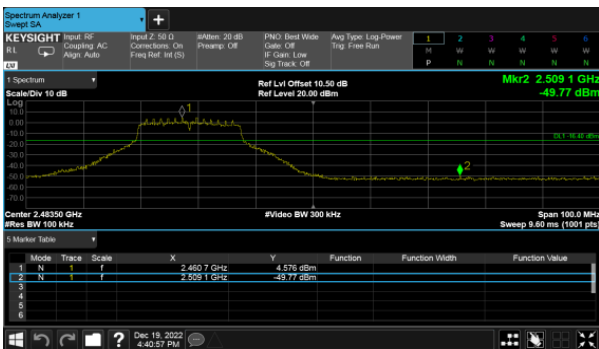 Spectrum Analyzer 1
Swept SA
KEYSIGHT Input: RF Input Z: 50 Ω #Atten: 20 dB PNO: Best Wide Avg Type: Log-Power 1 2 3 4 5 6
RL Coupling: AC Corrections: On Preamp: Off Gate: Off Trig: Free Run M W W W W W
Align: Auto Freq Ref: Int (S) IF Gain: Low
LXI Sig Track: Off P N N N N N
1 Spectrum Ref Lvl Offset 10.50 dB Mkr2 2.509 1 GHz
Scale/Div 10 dB Ref Level 20.00 dBm -49.77 dBm
Log
10.0
0.00
-10.0
-20.0
-30.0
-40.0
-50.0
-60.0
-70.0
1
DL1 -16.40 dBm
2
Center 2.48350 GHz #Video BW 300 kHz Span 100.0 MHz
#Res BW 100 kHz Sweep 9.60 ms (1001 pts)
5 Marker Table
Mode Trace Scale X Y Function Function Width Function Value
1 N 1 f 2.460 7 GHz 4.576 dBm
2 N 1 f 2.509 1 GHz -49.77 dBm
3
4
5
6
? Dec 19, 2022
4:40:57 PM